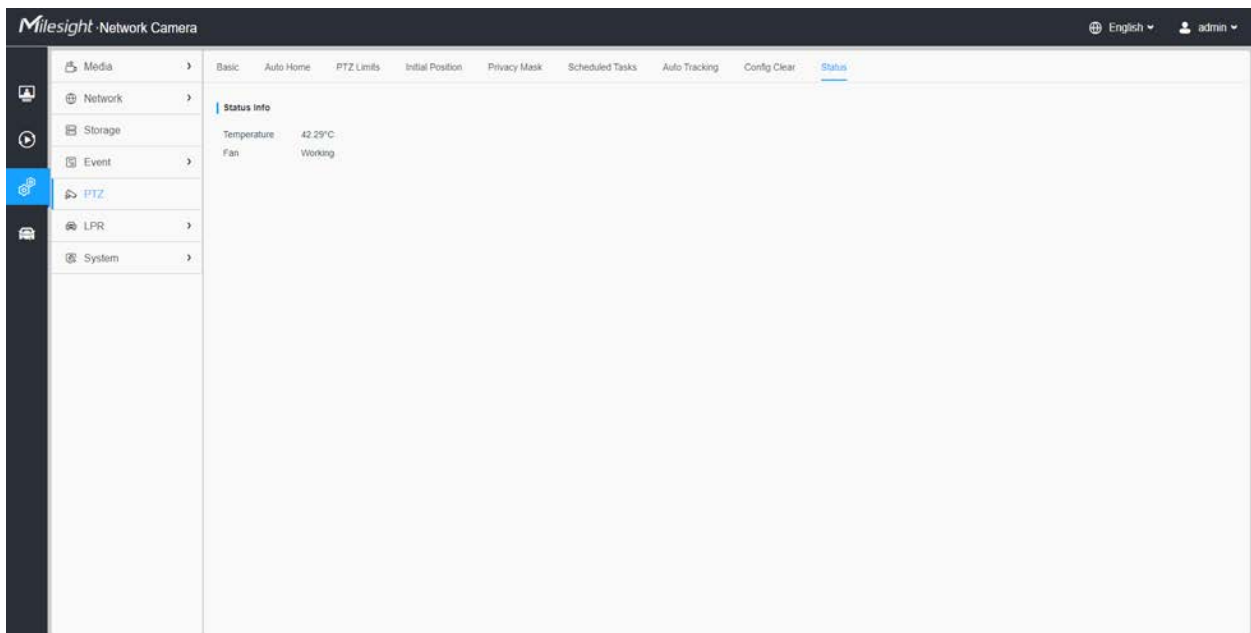 Milesight ·Network Camera
English
admin
Media
Network
Storage
Event
PTZ
LPR
System
Basic Auto Home PTZ Limits Initial Position Privacy Mask Scheduled Tasks Auto Tracking Config Clear Status
Status Info
Temperature 42.29°C
Fan Working